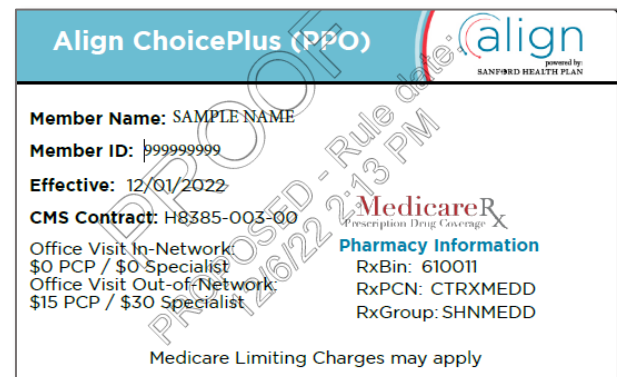 Align ChoicePlus (PPO)
align
powered by:
SANFORD HEALTH PLAN
Member Name: SAMPLE NAME
Member ID: 999999999
Effective: 12/01/2022
CMS Contract: H8385-003-00
MedicareRx
Prescription Drug Coverage
Office Visit In-Network:
$0 PCP / $0 Specialist
Office Visit Out-of-Network:
$15 PCP / $30 Specialist
Pharmacy Information
RxBin: 610011
RxPCN: CTRXMEDD
RxGroup: SHNMEDD
Medicare Limiting Charges may apply
PROOF
PROPOSED - Rule date:
12/6/22 2:13 PM